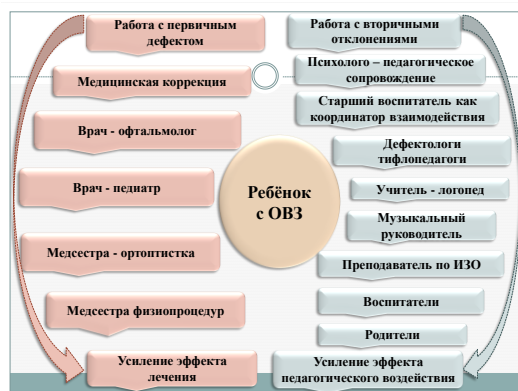 Работа с первичным
дефектом
Медицинская коррекция
Врач - офтальмолог
Врач - педиатр
Медсестра - ортоптистка
Медсестра физиопроцедур
Усиление эффекта
лечения
Ребёнок
с ОВЗ
Работа с вторичными
отклонениями
Психолого – педагогическое
сопровождение
Старший воспитатель как
координатор взаимодействия
Дефектологи
тифлопедагоги
Учитель - логопед
Музыкальный
руководитель
Преподаватель по ИЗО
Воспитатели
Родители
Усиление эффекта
педагогического воздействия